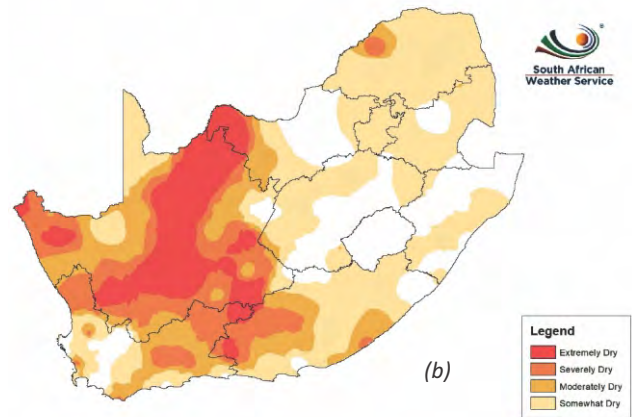 South African
Weather Service
Legend
Extremely Dry
Severely Dry
Moderately Dry
Somewhat Dry
(b)